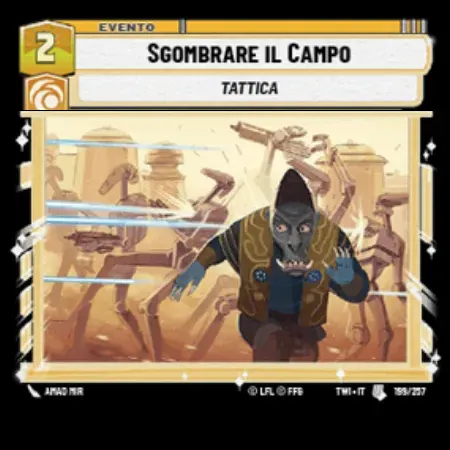 EVENTO
2
SGOMBRARE IL CAMPO
TATTICA
AMAD MIR
© LFL © FFG
TWI • IT
199/257